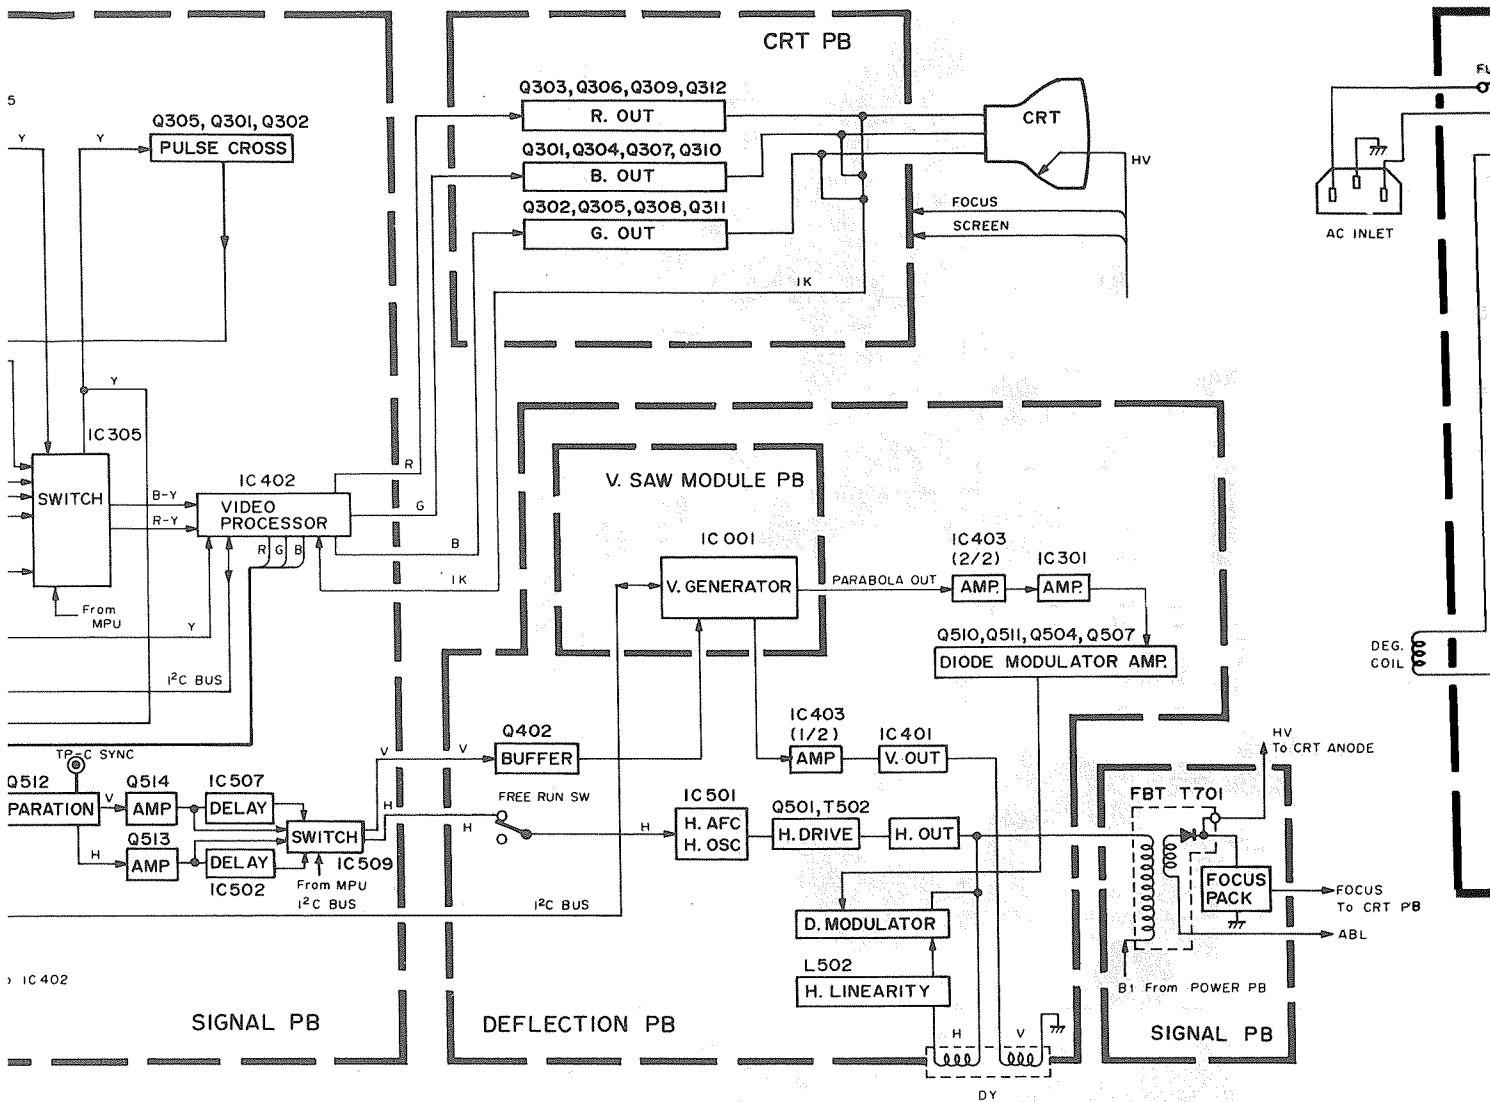 CRT PB
Q303, Q306, Q309, Q312
R. OUT
Q301, Q304, Q307, Q310
B. OUT
Q302, Q305, Q308, Q311
G. OUT
CRT
HV
FOCUS
SCREEN
IK
AC INLET
FU
5
Y
Y
Q305, Q301, Q302
PULSE CROSS
Y
IC305
SWITCH
B-Y
R-Y
From
MPU
IC402
VIDEO
PROCESSOR
R
G
B
R
G
B
IK
Y
I²C BUS
TP-C SYNC
Q512
PARATION
V
H
Q514
AMP
IC507
DELAY
Q513
AMP
DELAY
IC502
SWITCH
IC509
From MPU
I²C BUS
V
H
IC402
SIGNAL PB
V. SAW MODULE PB
IC001
V. GENERATOR
PARABOLA OUT
IC403
(2/2)
AMP.
IC301
AMP.
Q510, Q511, Q504, Q507
DIODE MODULATOR AMP.
V
Q402
BUFFER
IC403
(1/2)
AMP
IC401
V. OUT
FREE RUN SW
H
H
IC501
H. AFC
H. OSC
Q501, T502
H. DRIVE
H. OUT
I²C BUS
D. MODULATOR
L502
H. LINEARITY
H
V
DY
DEFLECTION PB
DEG.
COIL
HV
To CRT ANODE
FBT T701
FOCUS
PACK
FOCUS
To CRT PB
ABL
B1 From POWER PB
SIGNAL PB